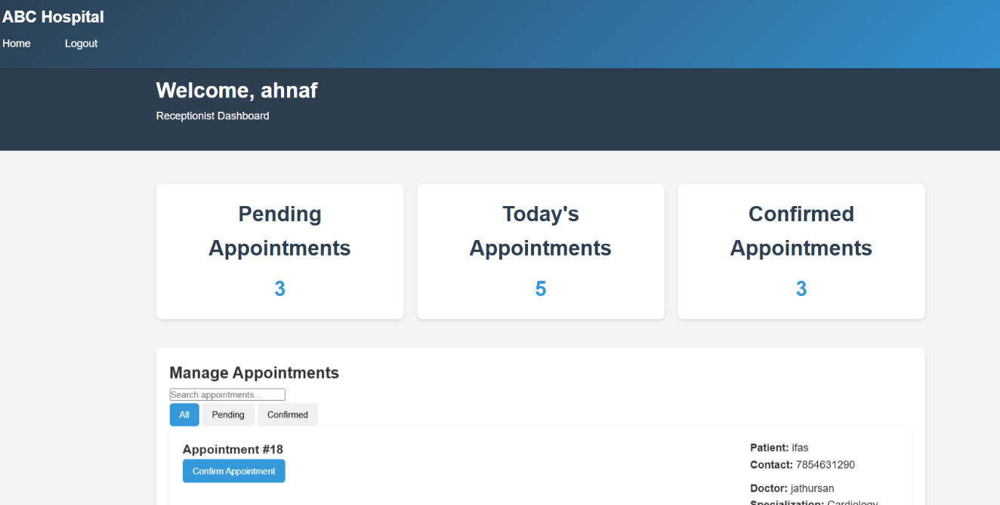 ABC Hospital
Home Logout
Welcome, ahnaf
Receptionist Dashboard
Pending
Appointments
3
Today's
Appointments
5
Confirmed
Appointments
3
Manage Appointments
Search appointments...
All Pending Confirmed
Appointment #18
Confirm Appointment
Patient: ifas
Contact: 7854631290
Doctor: jathursan
Specialization: Cardiology